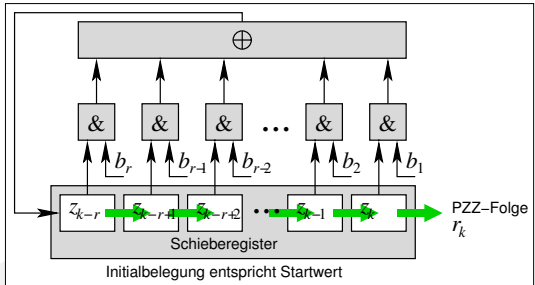 ⊕
& & & ... & &
b_r b_{r-1} b_{r-2} b_2 b_1
z_{k-r} z_{k-r+1} z_{k-r+2} ... z_{k-1} z_k
PZZ-Folge
r_k
Schieberegister
Initialbelegung entspricht Startwert